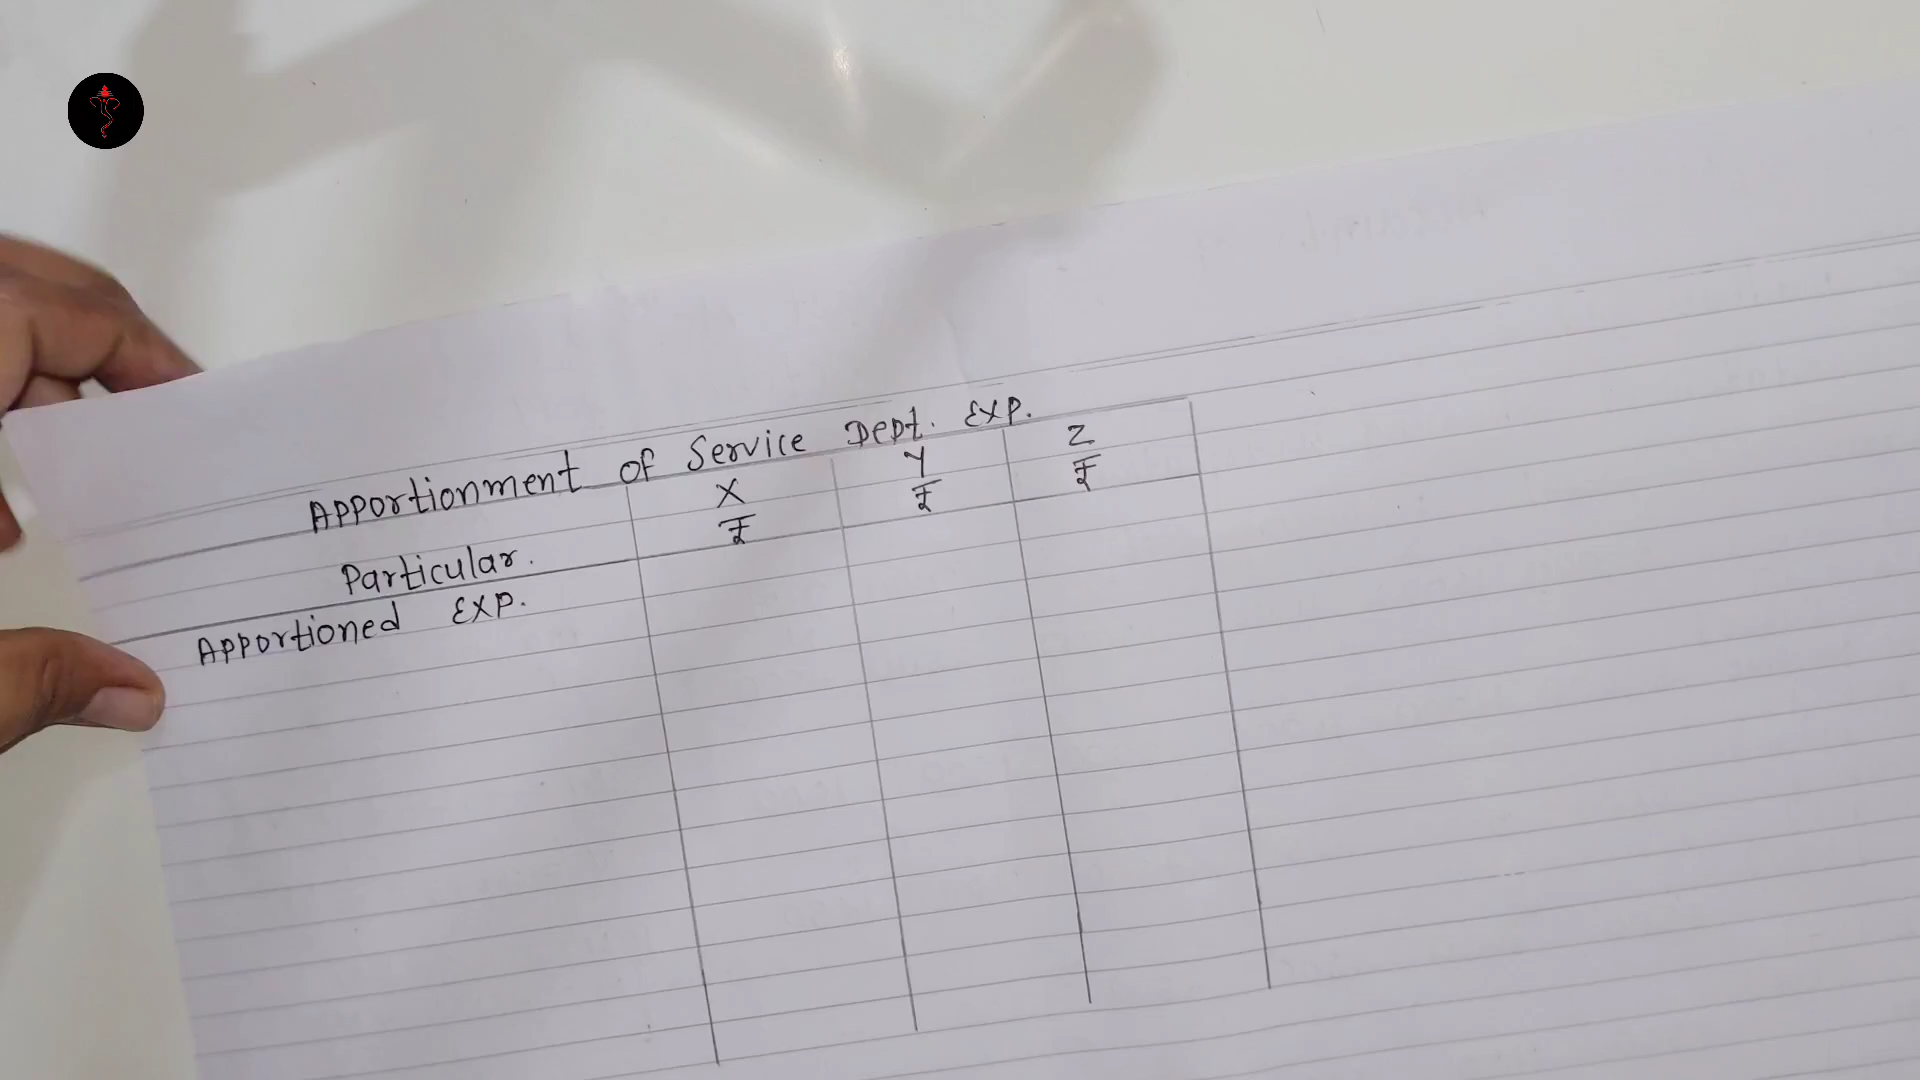 Apportionment of Service Dept. Exp.
Particular. X Y Z
₹ ₹ ₹
Apportioned Exp.